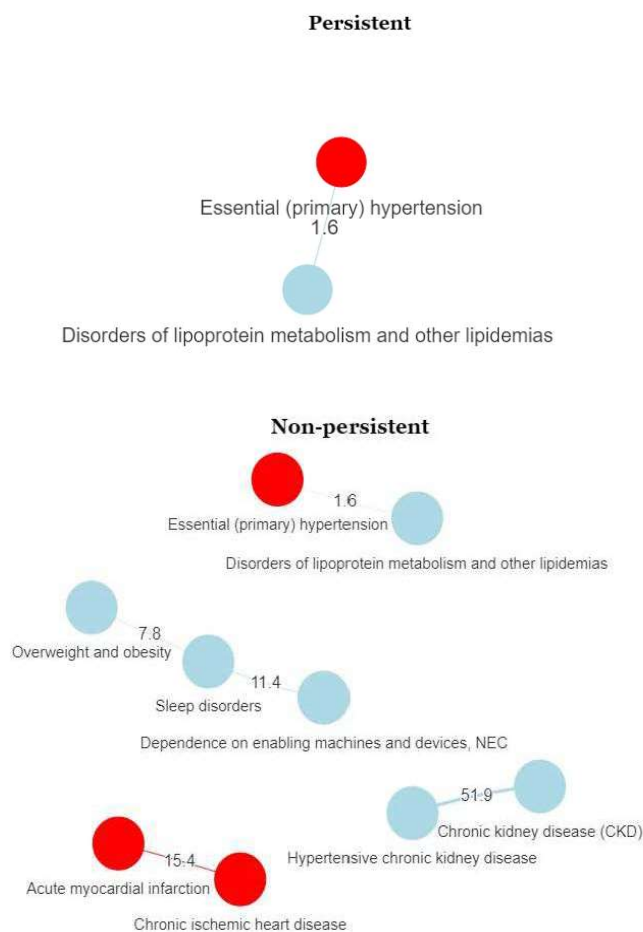 Persistent
Essential (primary) hypertension
1.6
Disorders of lipoprotein metabolism and other lipidemias
Non-persistent
1.6
Essential (primary) hypertension
Disorders of lipoprotein metabolism and other lipidemias
7.8
Overweight and obesity
11.4
Sleep disorders
Dependence on enabling machines and devices, NEC
51.9
Chronic kidney disease (CKD)
Hypertensive chronic kidney disease
15.4
Acute myocardial infarction
Chronic ischemic heart disease